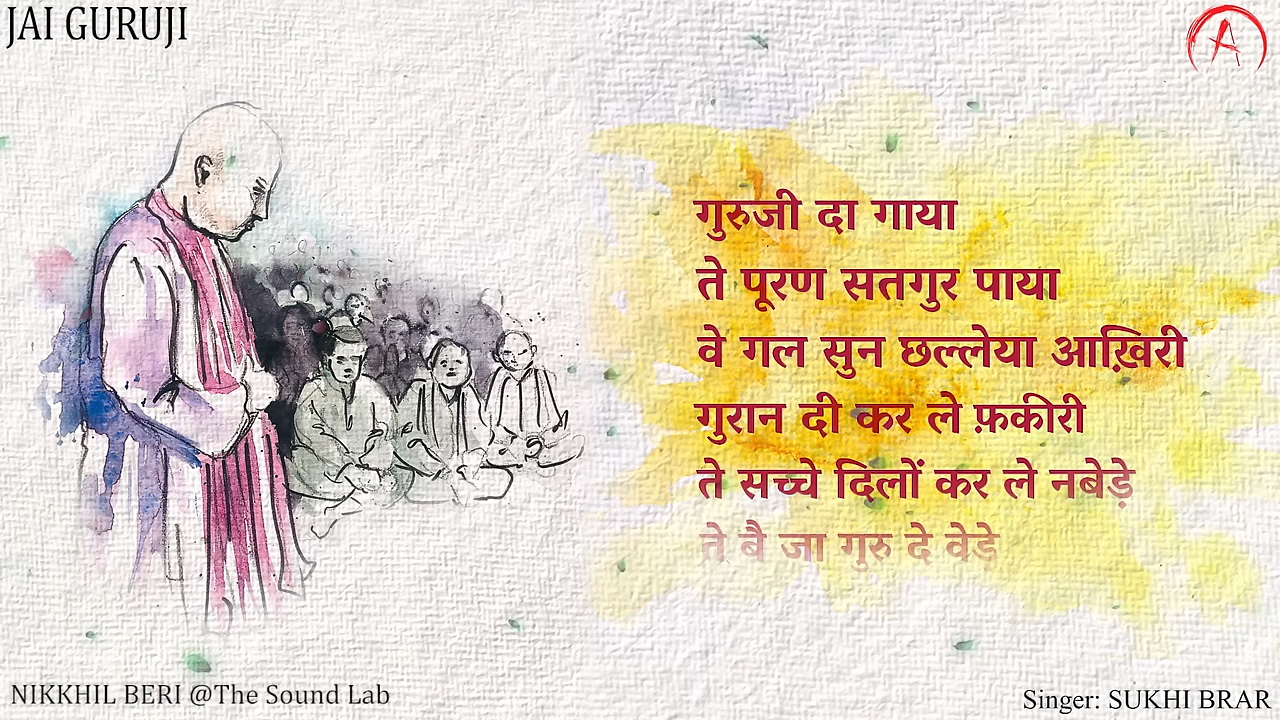 JAI GURUJI
गुरुजी दा गाया
ते पूरण सतगुर पाया
वे गल सुन छल्लेया आख़िरी
गुरान दी कर ले फ़कीरी
ते सच्चे दिलों कर ले नबेड़े
ते बै जा गुरु दे वेड़े
NIKKHIL BERI @The Sound Lab
Singer: SUKHI BRAR